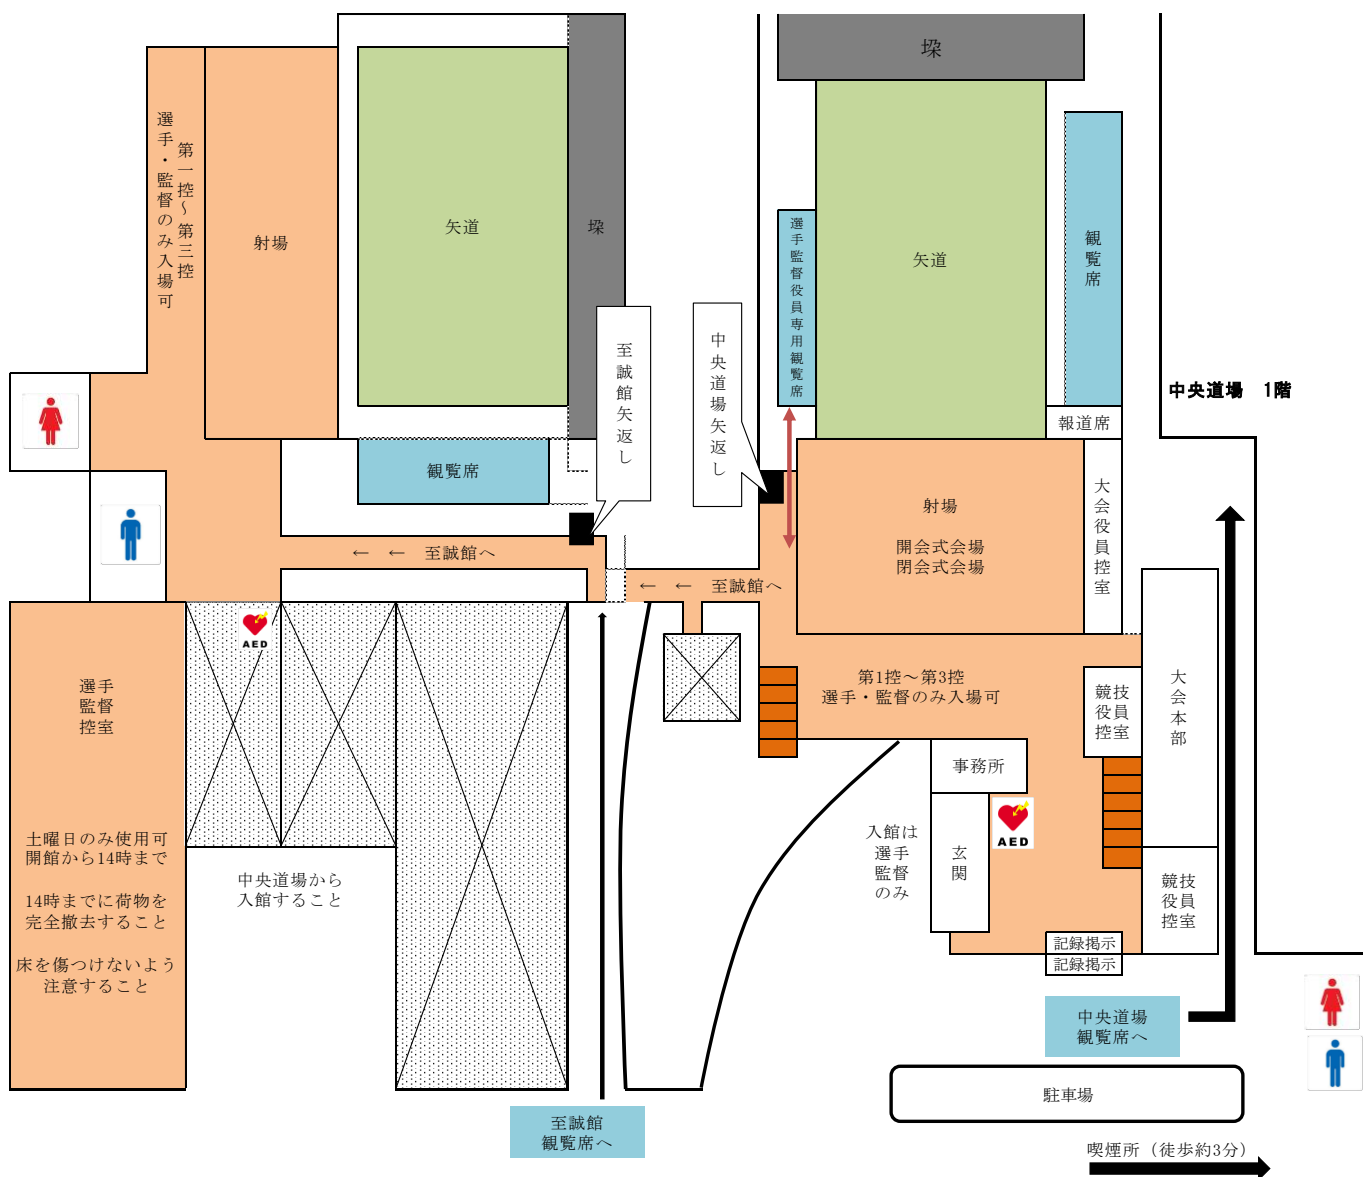 垜
選手・監督のみ入場可
第一控～第三控
射場
矢道
垜
選手監督役員専用観覧席
矢道
観覧席
至誠館矢返し
中央道場矢返し
中央道場　1階
報道席
観覧席
射場
開会式会場
閉会式会場
大会役員控室
← ← 至誠館へ
← ← 至誠館へ
AED
選手
監督
控室
第1控～第3控
選手・監督のみ入場可
競技
役員
控室
大会本部
事務所
AED
入館は
選手
監督
のみ
玄関
土曜日のみ使用可
開館から14時まで
14時までに荷物を
完全撤去すること
床を傷つけないよう
注意すること
中央道場から
入館すること
競技
役員
控室
記録掲示
記録掲示
中央道場
観覧席へ
駐車場
至誠館
観覧席へ
喫煙所（徒歩約3分）